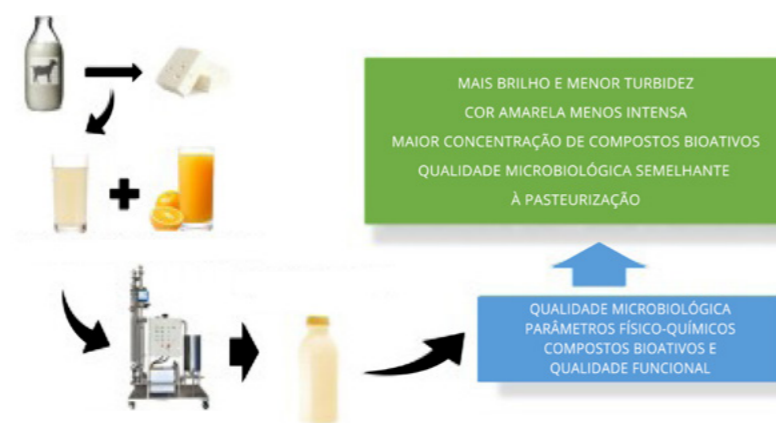 MAIS BRILHO E MENOR TURBIDEZ
COR AMARELA MENOS INTENSA
MAIOR CONCENTRAÇÃO DE COMPOSTOS BIOATIVOS
QUALIDADE MICROBIOLÓGICA SEMELHANTE
À PASTEURIZAÇÃO
QUALIDADE MICROBIOLÓGICA
PARÂMETROS FÍSICO-QUÍMICOS
COMPOSTOS BIOATIVOS E
QUALIDADE FUNCIONAL